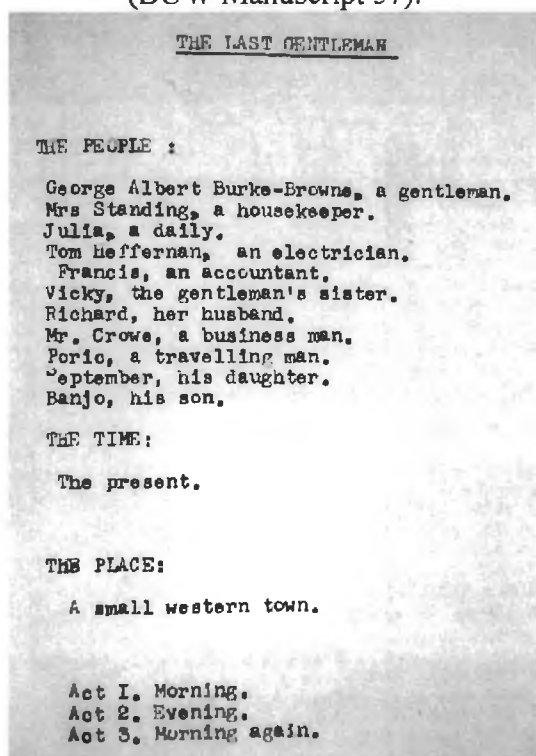 (DCW Manuscript 57).
THE LAST GENTLEMAN
THE PEOPLE :
George Albert Burke-Browne, a gentleman.
Mrs Standing, a housekeeper.
Julia, a daily.
Tom Heffernan, an electrician.
Francis, an accountant.
Vicky, the gentleman's sister.
Richard, her husband.
Mr. Crowe, a business man.
Poric, a travelling man.
September, his daughter.
Banjo, his son.
THE TIME:
The present.
THE PLACE:
A small western town.
Act I. Morning.
Act 2. Evening.
Act 3. Morning again.